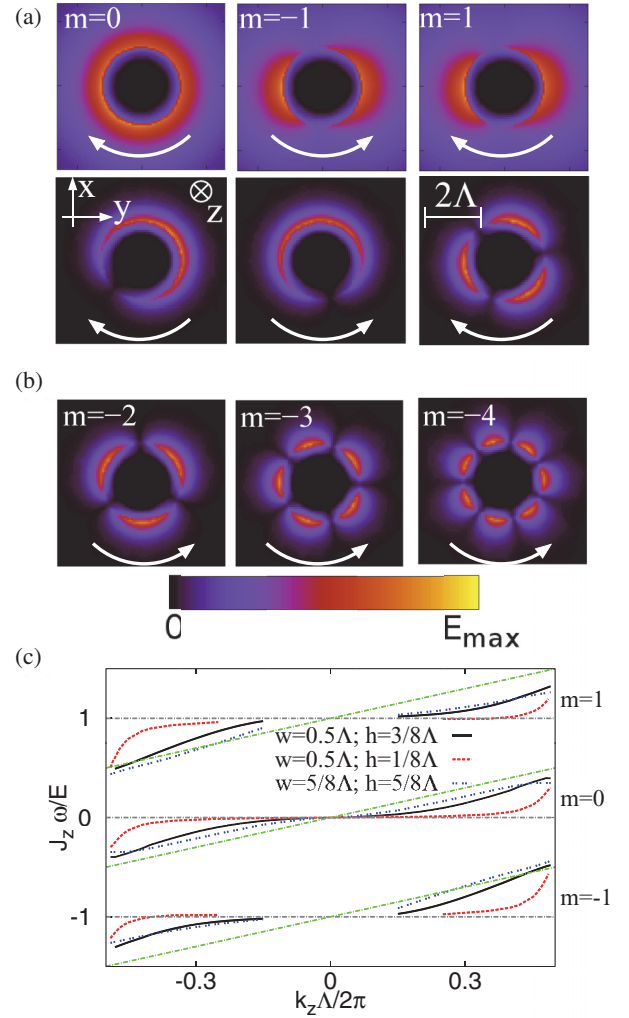 (a)
m=0
m=−1
m=1
x
y
z
2Λ
(b)
m=−2
m=−3
m=−4
0
E_max
(c)
J_z ω/E
1
0
-1
w=0.5Λ; h=3/8Λ
w=0.5Λ; h=1/8Λ
w=5/8Λ; h=5/8Λ
m=1
m=0
m=-1
-0.3
0
0.3
k_zΛ/2π